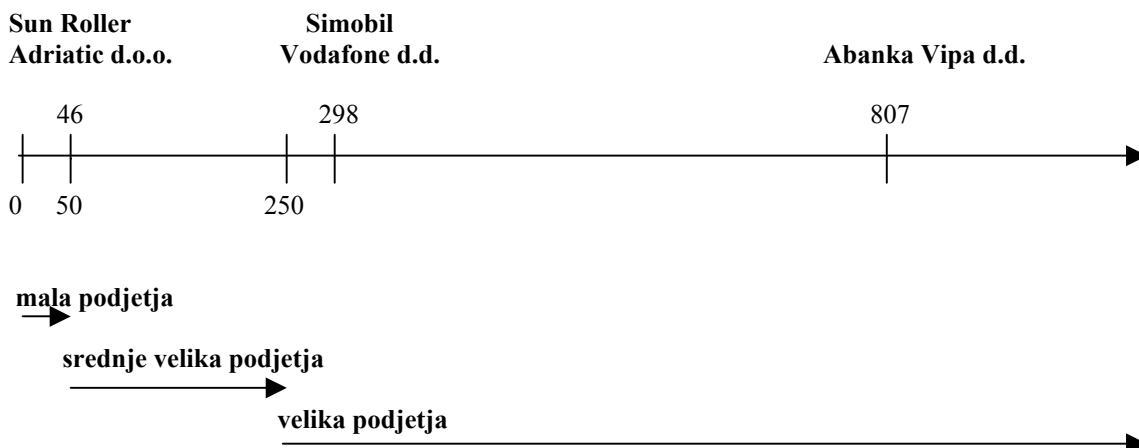 Sun Roller Simobil
Adriatic d.o.o. Vodafone d.d. Abanka Vipa d.d.
46 298 807
0 50 250
mala podjetja
srednje velika podjetja
velika podjetja